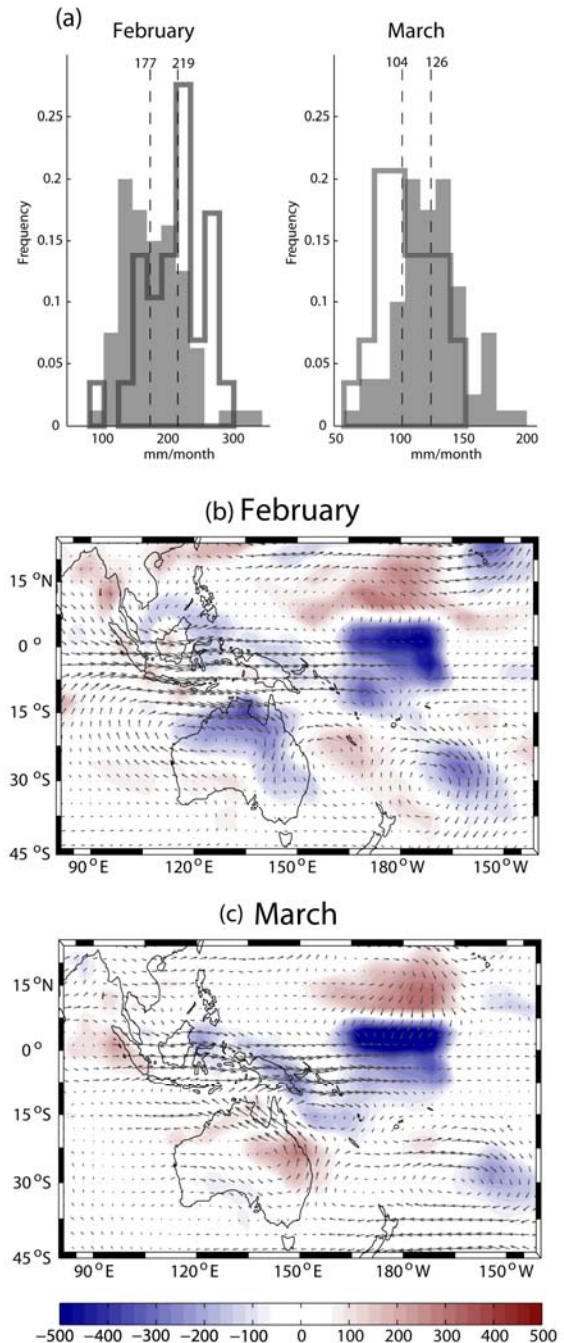 (a)
February
March
177 219
104 126
0.25
0.2
0.15
0.1
0.05
0
Frequency
100 200 300
mm/month
0.25
0.2
0.15
0.1
0.05
0
Frequency
50 100 150 200
mm/month
(b) February
15 °N
0 °
15 °S
30 °S
45 °S
90 °E 120 °E 150 °E 180 °W 150 °W
(c) March
15 °N
0 °
15 °S
30 °S
45 °S
90 °E 120 °E 150 °E 180 °W 150 °W
−500 −400 −300 −200 −100 0 100 200 300 400 500